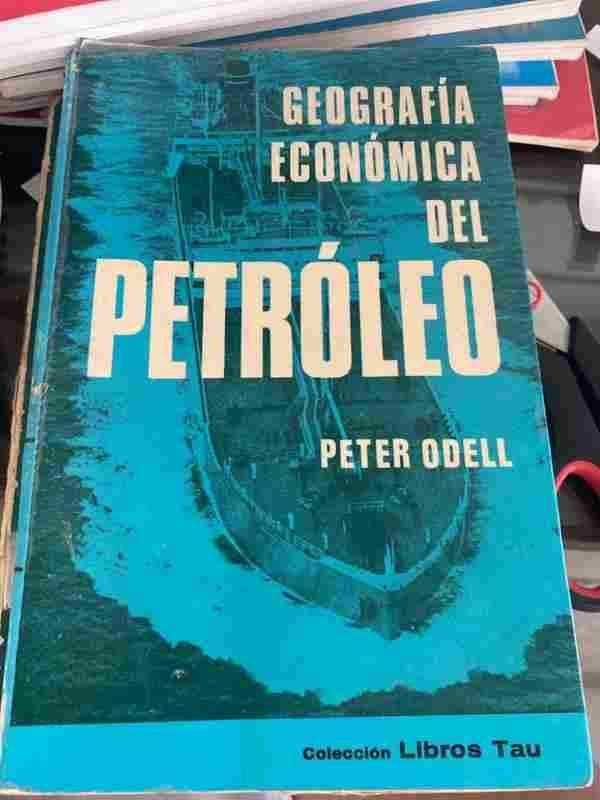 GEOGRAFÍA
ECONÓMICA
DEL
PETRÓLEO
PETER ODELL
Colección Libros Tau